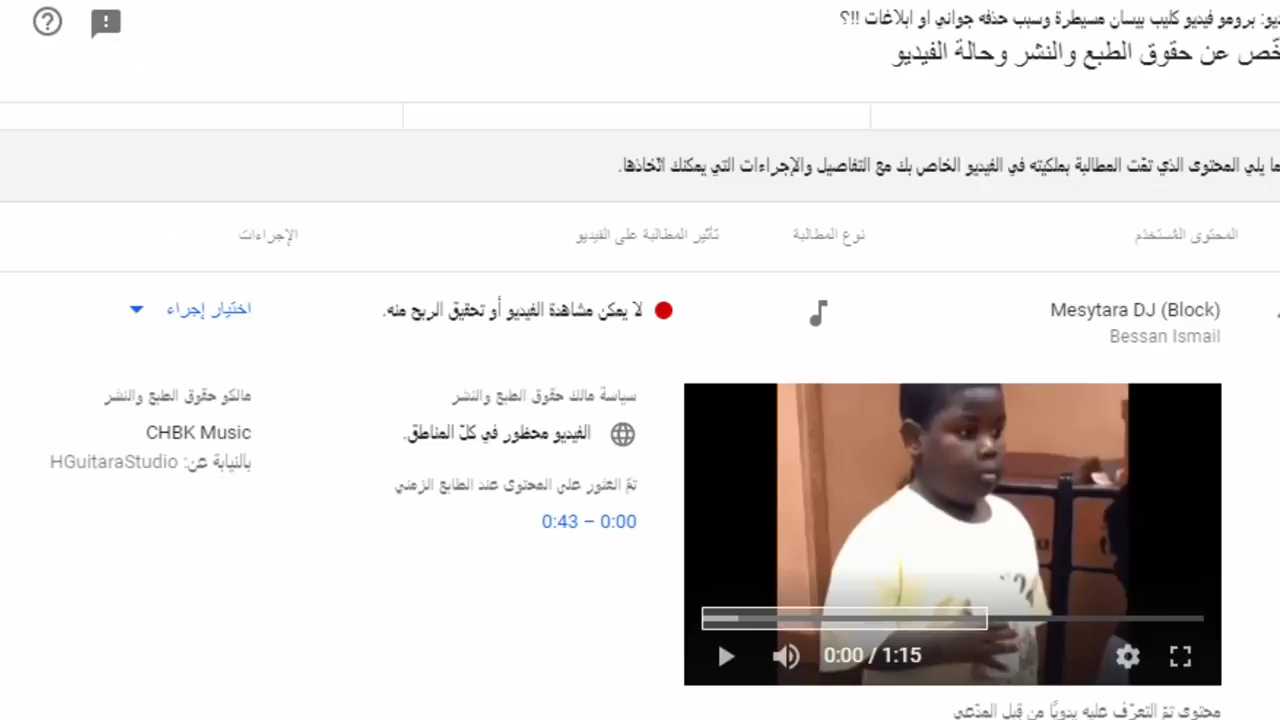 يو: برومو فيديو كليب بيسان مسيطرة وسبب حذفه جواني او ابلاغات !!؟
ّص عن حقوق الطبع والنشر وحالة الفيديو
ما يلي المحتوى الذي تمّت المطالبة بملكيته في الفيديو الخاص بك مع التفاصيل والإجراءات التي يمكنك اتّخاذها.
المحتوى المُستخدَم نوع المطالبة تأثير المطالبة على الفيديو الإجراءات
Mesytara DJ (Block) لا يمكن مشاهدة الفيديو أو تحقيق الربح منه. اختيار إجراء
Bessan Ismail
سياسة مالك حقوق الطبع والنشر مالكو حقوق الطبع والنشر
الفيديو محظور في كلّ المناطق. CHBK Music
بالنيابة عن: HGuitaraStudio
تمّ العثور على المحتوى عند الطابع الزمني
0:43 – 0:00
0:00 / 1:15
محتوى تمّ التعرّف عليه يدويًا من قِبل المدّعي